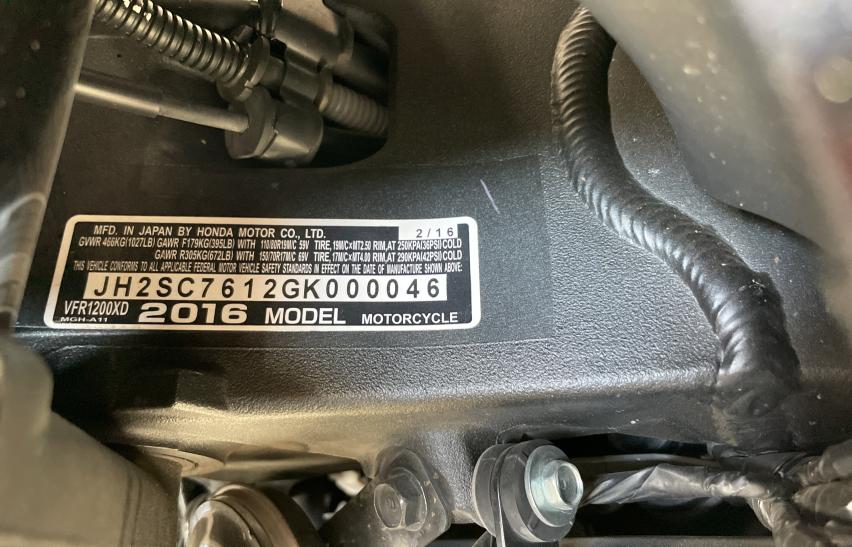 MFD. IN JAPAN BY HONDA MOTOR CO., LTD. 2/16
GVWR 466KG(1027LB) GAWR F179KG(395LB) WITH 110/80R19M/C 59V TIRE, 19M/C×MT2.50 RIM, AT 250KPA(36PSI)COLD
GAWR R305KG(672LB) WITH 150/70R17M/C 69V TIRE, 17M/C×MT4.00 RIM, AT 290KPA(42PSI)COLD
THIS VEHICLE CONFORMS TO ALL APPLICABLE FEDERAL MOTOR VEHICLE SAFETY STANDARDS IN EFFECT ON THE DATE OF MANUFACTURE SHOWN ABOVE.
JH2SC7612GK000046
VFR1200XD 2016 MODEL MOTORCYCLE
MGH-A11